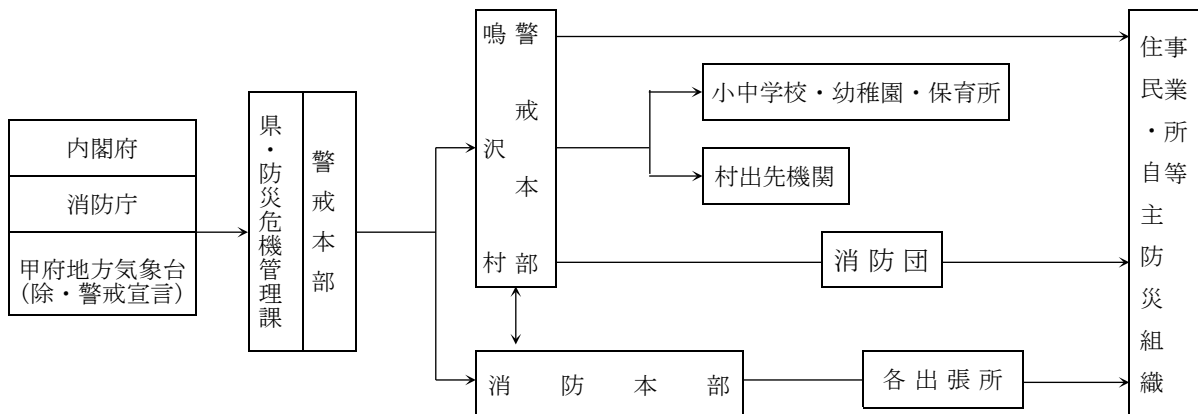 内閣府
消防庁
甲府地方気象台
(除・警戒宣言)
県・防災危機管理課
警戒本部
鳴沢村
警戒本部
小中学校・幼稚園・保育所
村出先機関
消防団
消防本部
各出張所
住民・自主防災組織
事業所等